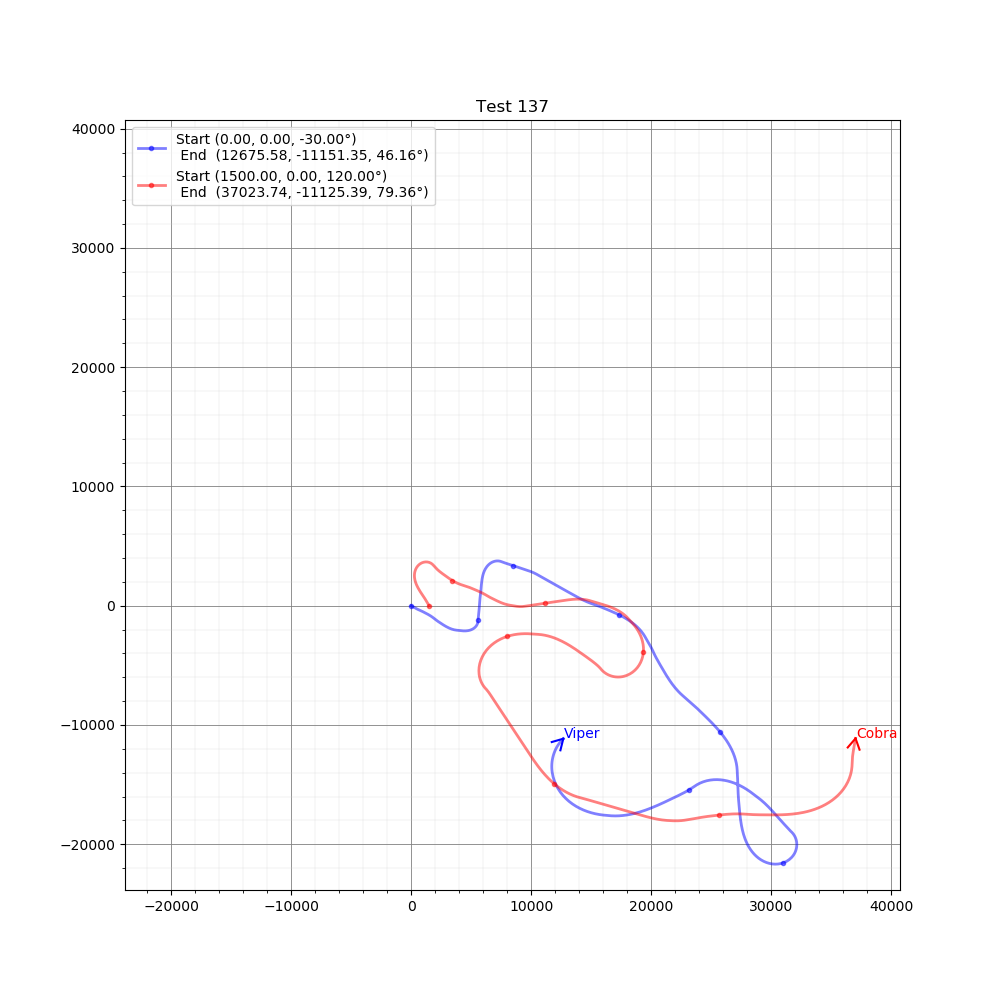 Test 137
Start (0.00, 0.00, -30.00°)
End  (12675.58, -11151.35, 46.16°)
Start (1500.00, 0.00, 120.00°)
End  (37023.74, -11125.39, 79.36°)
40000
30000
20000
10000
0
−10000
−20000
Viper
Cobra
−20000 −10000 0 10000 20000 30000 40000